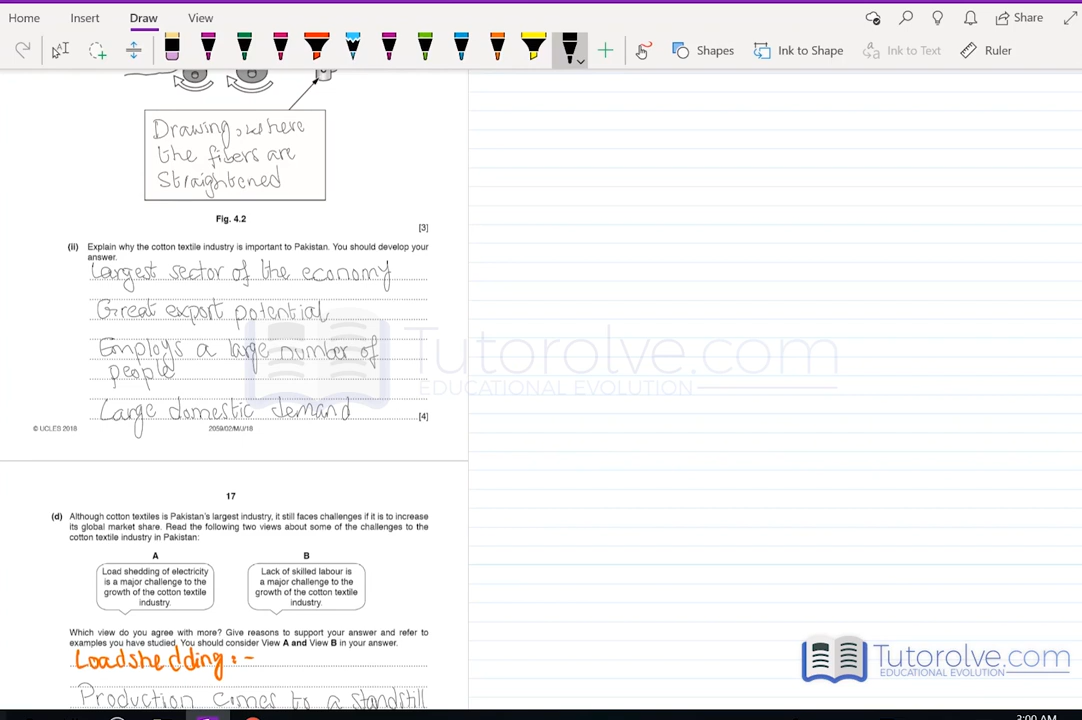 Home Insert Draw View
Share
Shapes Ink to Shape Ink to Text Ruler
Drawing, where
the fibers are
Straightened
Fig. 4.2
[3]
(ii) Explain why the cotton textile industry is important to Pakistan. You should develop your
answer.
Largest sector of the economy
Great export potential
Employs a large number of
people
Large domestic demand
[4]
© UCLES 2018 2059/02/M/J/18
Tutorolve.com
EDUCATIONAL EVOLUTION
17
(d) Although cotton textiles is Pakistan's largest industry, it still faces challenges if it is to increase
its global market share. Read the following two views about some of the challenges to the
cotton textile industry in Pakistan:
A B
Load shedding of electricity
is a major challenge to the
growth of the cotton textile
industry.
Lack of skilled labour is
a major challenge to the
growth of the cotton textile
industry.
Which view do you agree with more? Give reasons to support your answer and refer to
examples you have studied. You should consider View A and View B in your answer.
Loadshedding :-
Production comes to a standstill
Tutorolve.com
EDUCATIONAL EVOLUTION
3:00 AM